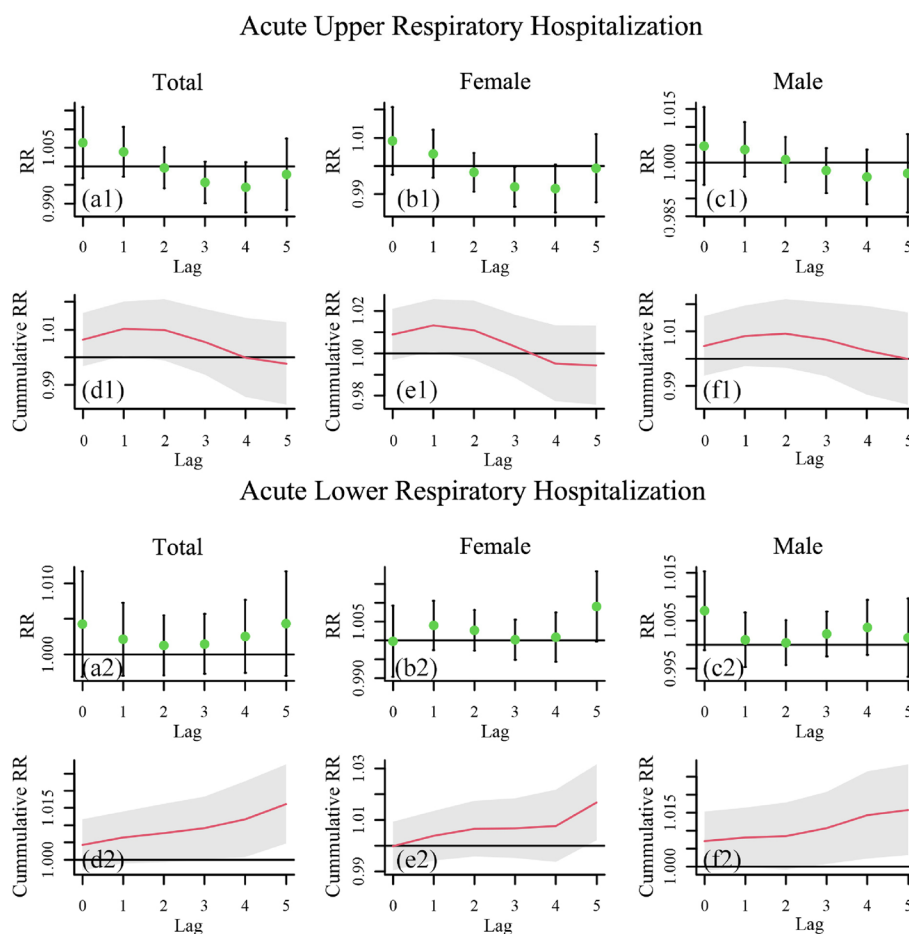 Acute Upper Respiratory Hospitalization
Total
Female
Male
RR
0.990
1.005
(a1)
0 1 2 3 4 5
Lag
RR
0.99
1.01
(b1)
0 1 2 3 4 5
Lag
RR
0.985
1.000
1.015
(c1)
0 1 2 3 4 5
Lag
Cummulative RR
0.99
1.01
(d1)
0 1 2 3 4 5
Lag
Cummulative RR
0.98
1.00
1.02
(e1)
0 1 2 3 4 5
Lag
Cummulative RR
0.99
1.01
(f1)
0 1 2 3 4 5
Lag
Acute Lower Respiratory Hospitalization
Total
Female
Male
RR
1.000
1.010
(a2)
0 1 2 3 4 5
Lag
RR
0.990
1.005
(b2)
0 1 2 3 4 5
Lag
RR
0.995
1.005
1.015
(c2)
0 1 2 3 4 5
Lag
Cummulative RR
1.000
1.015
(d2)
0 1 2 3 4 5
Lag
Cummulative RR
0.99
1.01
1.03
(e2)
0 1 2 3 4 5
Lag
Cummulative RR
1.000
1.015
(f2)
0 1 2 3 4 5
Lag